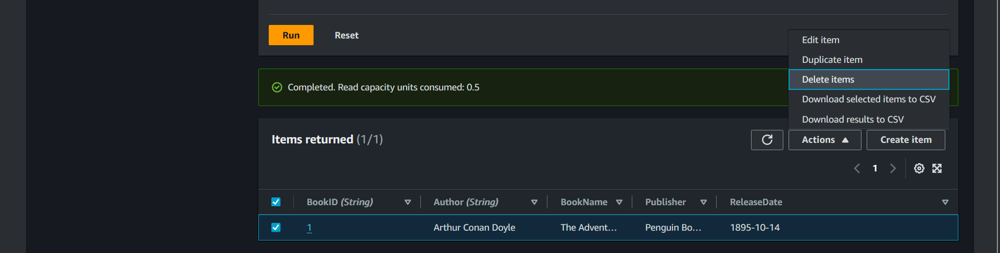 Run Reset
Edit item
Duplicate item
Delete items
Download selected items to CSV
Download results to CSV
Completed. Read capacity units consumed: 0.5
Items returned (1/1)
Actions Create item
1
BookID (String) Author (String) BookName Publisher ReleaseDate
1 Arthur Conan Doyle The Advent... Penguin Bo... 1895-10-14